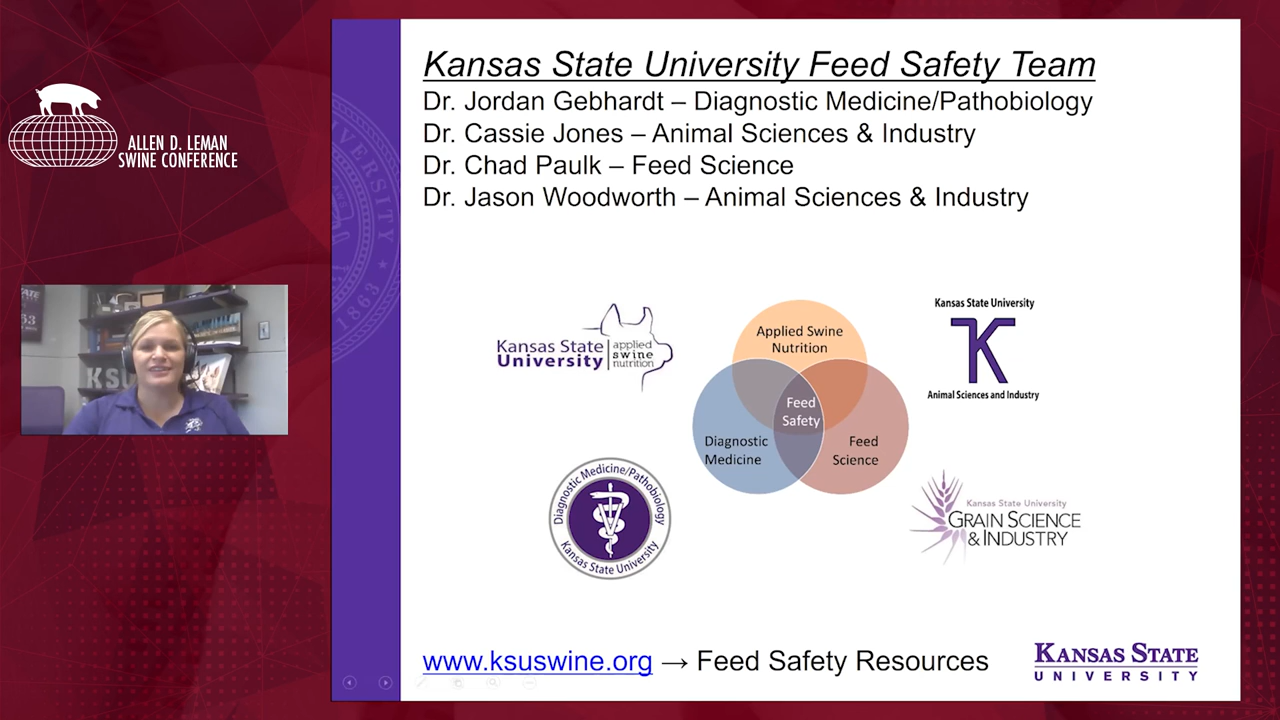 ALLEN D. LEMAN
SWINE CONFERENCE
Kansas State University Feed Safety Team
Dr. Jordan Gebhardt – Diagnostic Medicine/Pathobiology
Dr. Cassie Jones – Animal Sciences & Industry
Dr. Chad Paulk – Feed Science
Dr. Jason Woodworth – Animal Sciences & Industry
Kansas State
University
applied
swine
nutrition
Applied Swine
Nutrition
Feed
Safety
Diagnostic
Medicine
Feed
Science
Kansas State University
K
Animal Sciences and Industry
Diagnostic Medicine/Pathobiology
Kansas State University
Kansas State University
GRAIN SCIENCE
& INDUSTRY
www.ksuswine.org → Feed Safety Resources
KANSAS STATE
UNIVERSITY
1863
KSU